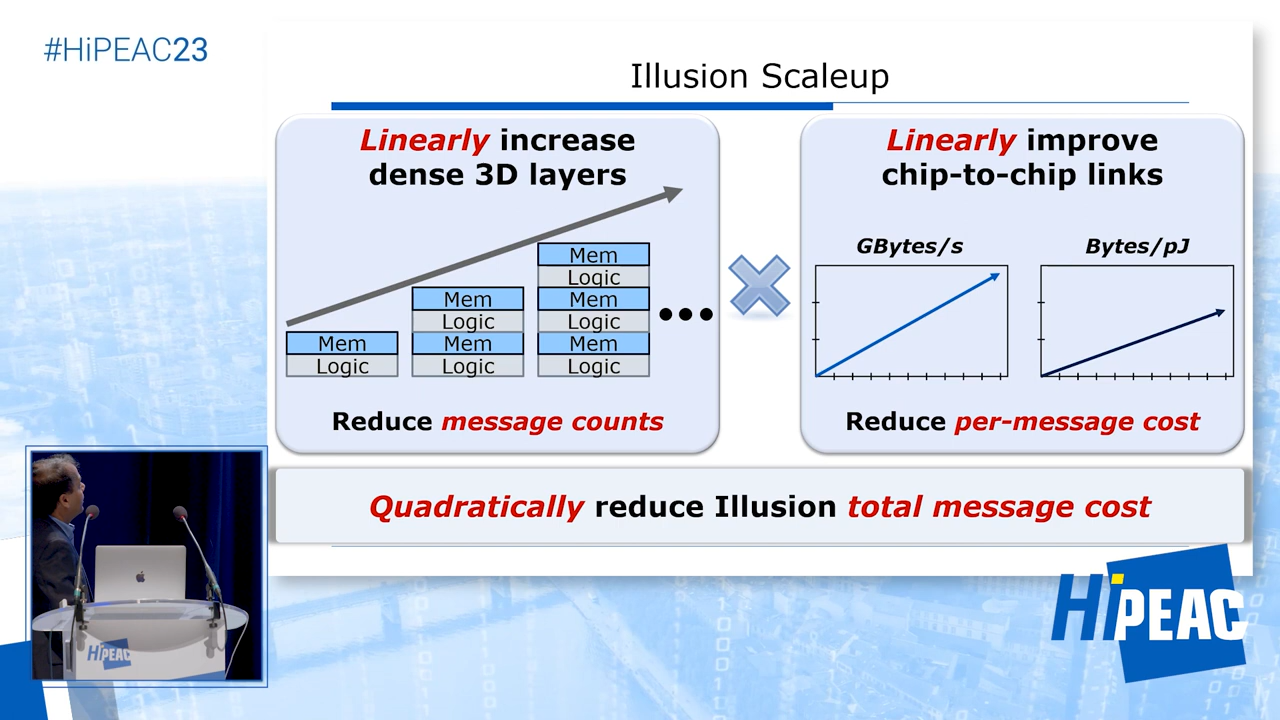 #HiPEAC23
Illusion Scaleup
Linearly increase
dense 3D layers
Mem
Logic
Mem
Logic
Mem
Logic
Mem
Logic
Mem
Logic
Mem
Logic
Reduce message counts
Linearly improve
chip-to-chip links
GBytes/s
Bytes/pJ
Reduce per-message cost
Quadratically reduce Illusion total message cost
HiPEAC
HiPEAC